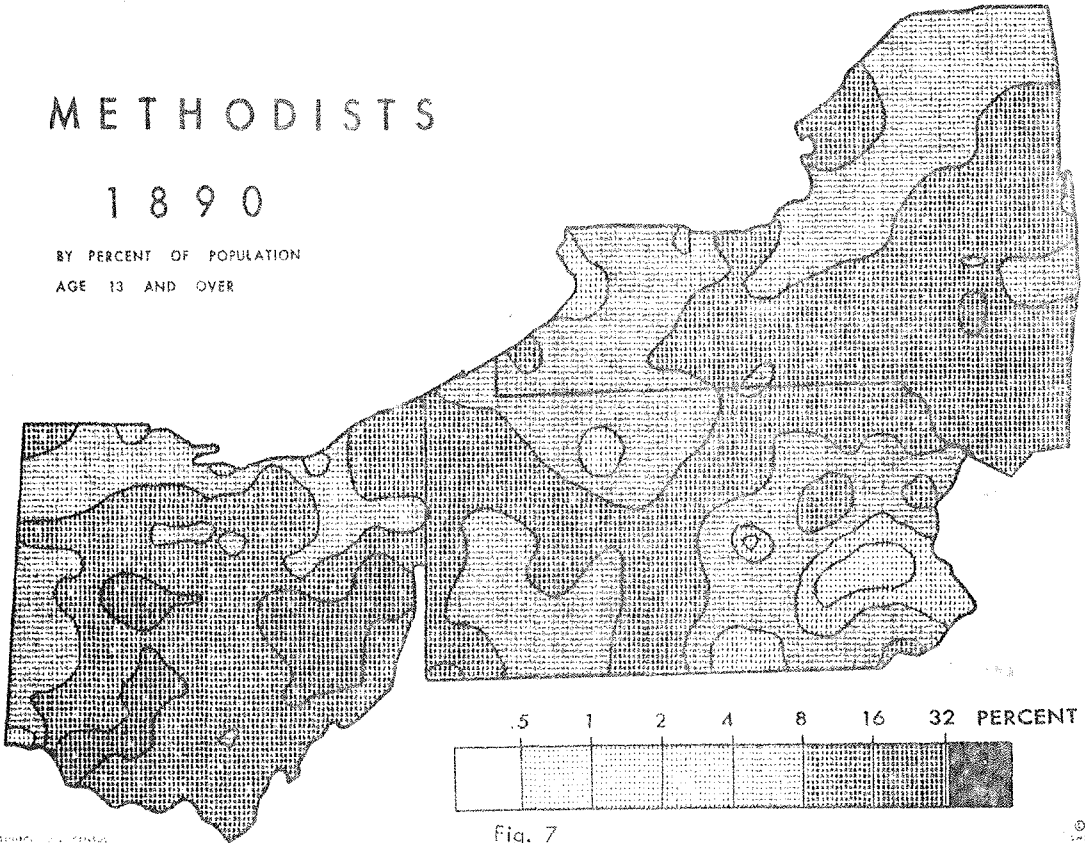 METHODISTS
1890
BY PERCENT OF POPULATION
AGE 13 AND OVER
.5 1 2 4 8 16 32 PERCENT
Fig. 7
©